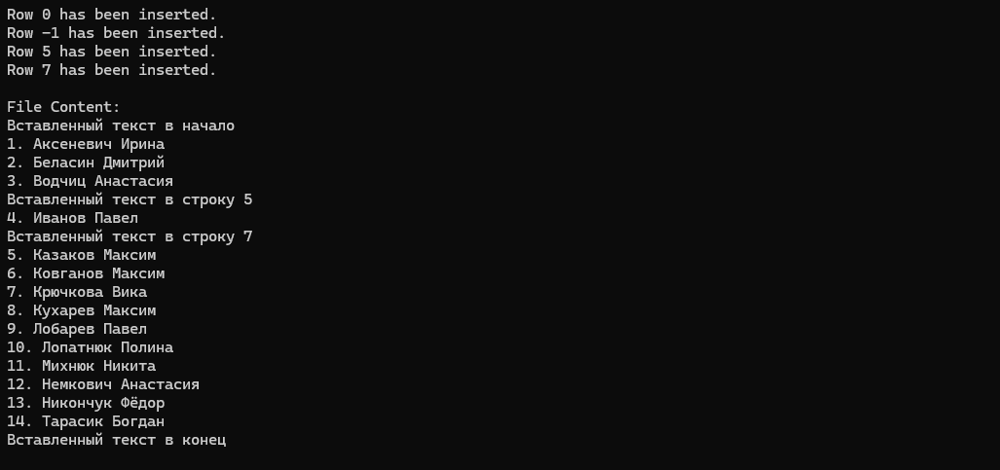 Row 0 has been inserted.
Row -1 has been inserted.
Row 5 has been inserted.
Row 7 has been inserted.
File Content:
Вставленный текст в начало
1. Аксеневич Ирина
2. Беласин Дмитрий
3. Водчиц Анастасия
Вставленный текст в строку 5
4. Иванов Павел
Вставленный текст в строку 7
5. Казаков Максим
6. Ковганов Максим
7. Крючкова Вика
8. Кухарев Максим
9. Лобарев Павел
10. Лопатнюк Полина
11. Михнюк Никита
12. Немкович Анастасия
13. Никончук Фёдор
14. Тарасик Богдан
Вставленный текст в конец